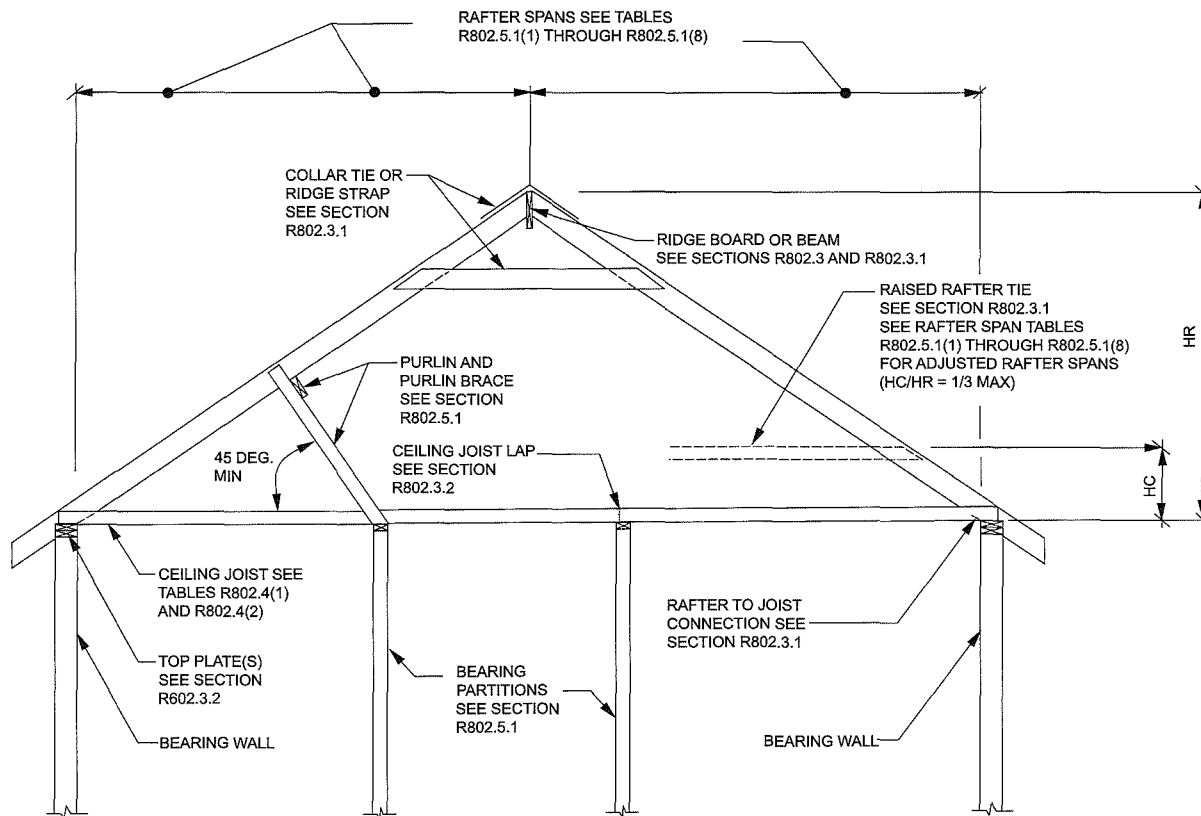 RAFTER SPANS SEE TABLES
R802.5.1(1) THROUGH R802.5.1(8)
COLLAR TIE OR
RIDGE STRAP
SEE SECTION
R802.3.1
RIDGE BOARD OR BEAM
SEE SECTIONS R802.3 AND R802.3.1
RAISED RAFTER TIE
SEE SECTION R802.3.1
SEE RAFTER SPAN TABLES
R802.5.1(1) THROUGH R802.5.1(8)
FOR ADJUSTED RAFTER SPANS
(HC/HR = 1/3 MAX)
HR
PURLIN AND
PURLIN BRACE
SEE SECTION
R802.5.1
45 DEG.
MIN
CEILING JOIST LAP
SEE SECTION
R802.3.2
HC
CEILING JOIST SEE
TABLES R802.4(1)
AND R802.4(2)
RAFTER TO JOIST
CONNECTION SEE
SECTION R802.3.1
TOP PLATE(S)
SEE SECTION
R602.3.2
BEARING
PARTITIONS
SEE SECTION
R802.5.1
BEARING WALL
BEARING WALL